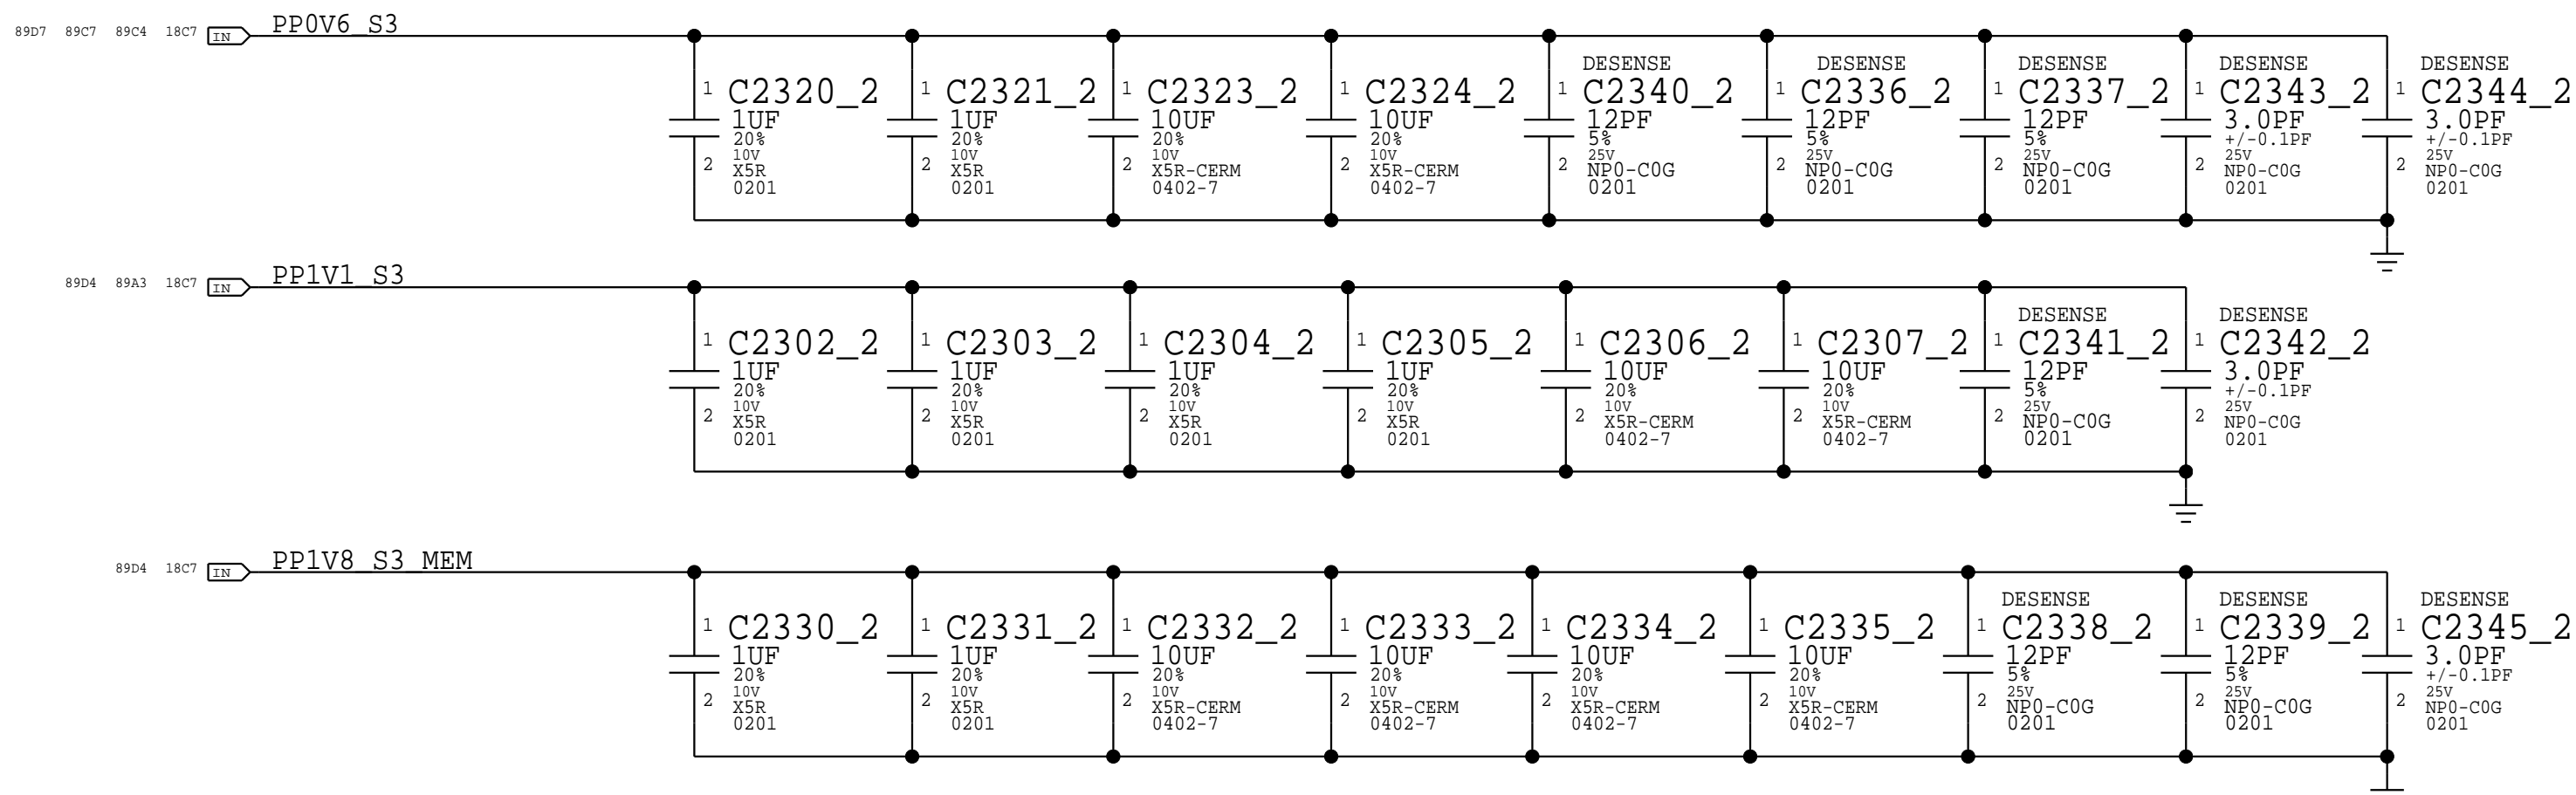 89D7 89C7 89C4 18C7 IN PP0V6_S3
DESENSE DESENSE DESENSE DESENSE DESENSE
1 C2320_2 1 C2321_2 1 C2323_2 1 C2324_2 1 C2340_2 1 C2336_2 1 C2337_2 1 C2343_2 1 C2344_2
1UF 1UF 10UF 10UF 12PF 12PF 12PF 3.0PF 3.0PF
20% 20% 20% 20% 5% 5% 5% +/-0.1PF +/-0.1PF
10V 10V 10V 10V 25V 25V 25V 25V 25V
2 X5R 2 X5R 2 X5R-CERM 2 X5R-CERM 2 NP0-C0G 2 NP0-C0G 2 NP0-C0G 2 NP0-C0G 2 NP0-C0G
0201 0201 0402-7 0402-7 0201 0201 0201 0201 0201
89D4 89A3 18C7 IN PP1V1_S3
DESENSE DESENSE
1 C2302_2 1 C2303_2 1 C2304_2 1 C2305_2 1 C2306_2 1 C2307_2 1 C2341_2 1 C2342_2
1UF 1UF 1UF 1UF 10UF 10UF 12PF 3.0PF
20% 20% 20% 20% 20% 20% 5% +/-0.1PF
10V 10V 10V 10V 10V 10V 25V 25V
2 X5R 2 X5R 2 X5R 2 X5R 2 X5R-CERM 2 X5R-CERM 2 NP0-C0G 2 NP0-C0G
0201 0201 0201 0201 0402-7 0402-7 0201 0201
89D4 18C7 IN PP1V8_S3_MEM
DESENSE DESENSE DESENSE
1 C2330_2 1 C2331_2 1 C2332_2 1 C2333_2 1 C2334_2 1 C2335_2 1 C2338_2 1 C2339_2 1 C2345_2
1UF 1UF 10UF 10UF 10UF 10UF 12PF 12PF 3.0PF
20% 20% 20% 20% 20% 20% 5% 5% +/-0.1PF
10V 10V 10V 10V 10V 10V 25V 25V 25V
2 X5R 2 X5R 2 X5R-CERM 2 X5R-CERM 2 X5R-CERM 2 X5R-CERM 2 NP0-C0G 2 NP0-C0G 2 NP0-C0G
0201 0201 0402-7 0402-7 0402-7 0402-7 0201 0201 0201